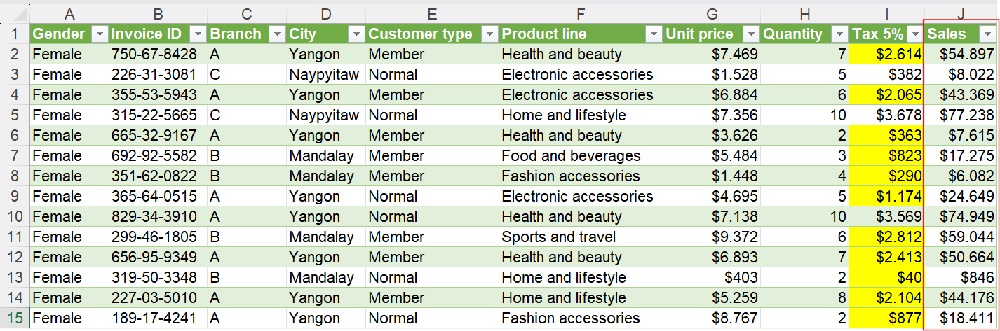 A B C D E F G H I J
1 Gender Invoice ID Branch City Customer type Product line Unit price Quantity Tax 5% Sales
2 Female 750-67-8428 A Yangon Member Health and beauty $7.469 7 $2.614 $54.897
3 Female 226-31-3081 C Naypyitaw Normal Electronic accessories $1.528 5 $382 $8.022
4 Female 355-53-5943 A Yangon Member Electronic accessories $6.884 6 $2.065 $43.369
5 Female 315-22-5665 C Naypyitaw Normal Home and lifestyle $7.356 10 $3.678 $77.238
6 Female 665-32-9167 A Yangon Member Health and beauty $3.626 2 $363 $7.615
7 Female 692-92-5582 B Mandalay Member Food and beverages $5.484 3 $823 $17.275
8 Female 351-62-0822 B Mandalay Member Fashion accessories $1.448 4 $290 $6.082
9 Female 365-64-0515 A Yangon Normal Electronic accessories $4.695 5 $1.174 $24.649
10 Female 829-34-3910 A Yangon Normal Health and beauty $7.138 10 $3.569 $74.949
11 Female 299-46-1805 B Mandalay Member Sports and travel $9.372 6 $2.812 $59.044
12 Female 656-95-9349 A Yangon Member Health and beauty $6.893 7 $2.413 $50.664
13 Female 319-50-3348 B Mandalay Normal Home and lifestyle $403 2 $40 $846
14 Female 227-03-5010 A Yangon Member Home and lifestyle $5.259 8 $2.104 $44.176
15 Female 189-17-4241 A Yangon Normal Fashion accessories $8.767 2 $877 $18.411